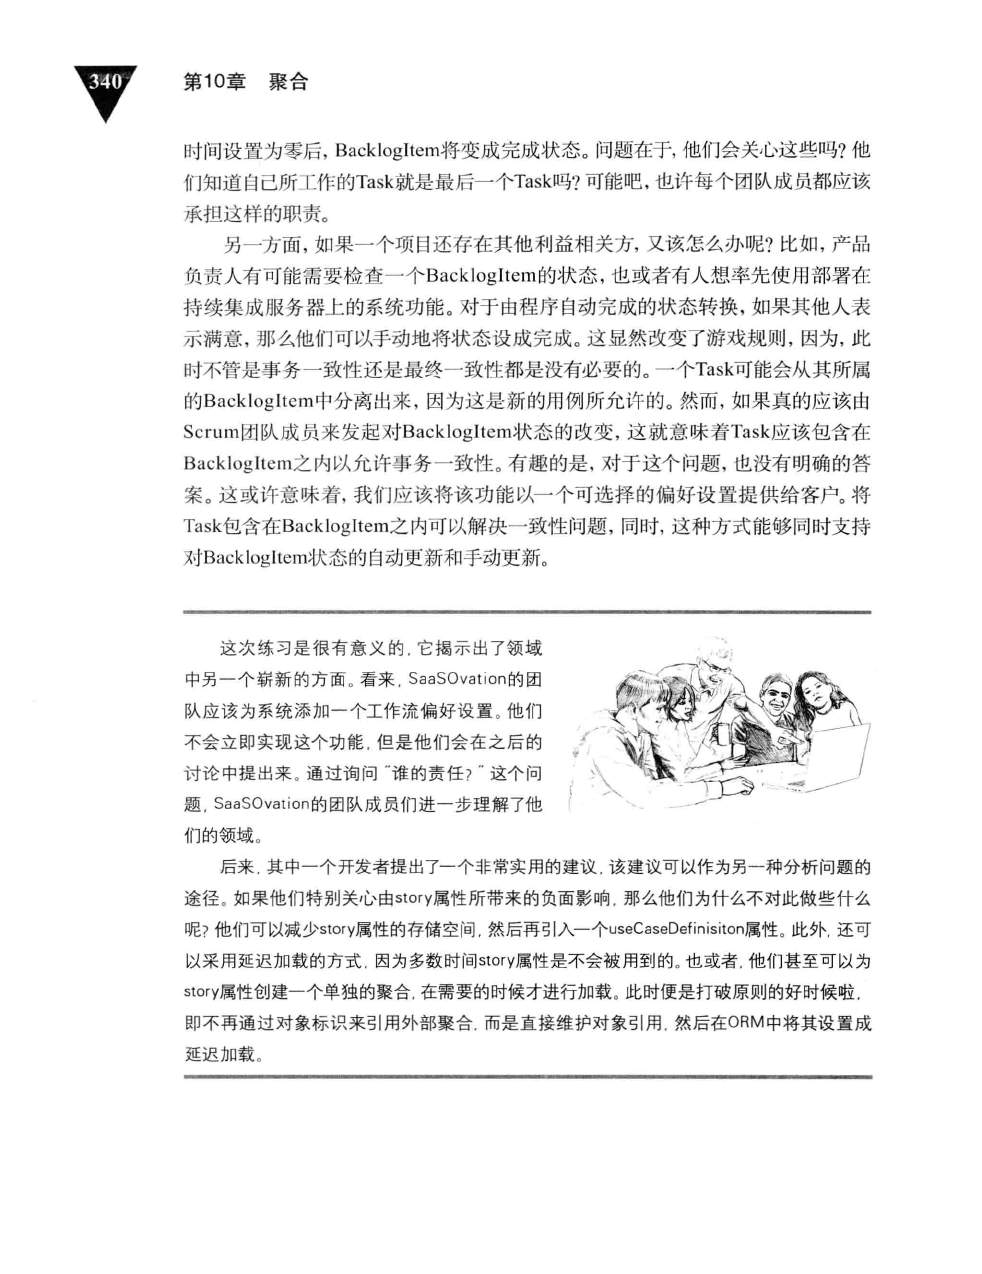 340
第10章 聚合
时间设置为零后，BacklogItem将变成完成状态。问题在于，他们会关心这些吗？他
们知道自己所工作的Task就是最后一个Task吗？可能吧，也许每个团队成员都应该
承担这样的职责。
另一方面，如果一个项目还存在其他利益相关方，又该怎么办呢？比如，产品
负责人有可能需要检查一个BacklogItem的状态，也或者有人想率先使用部署在
持续集成服务器上的系统功能。对于由程序自动完成的状态转换，如果其他人表
示满意，那么他们可以手动地将状态设成完成。这显然改变了游戏规则，因为，此
时不管是事务一致性还是最终一致性都是没有必要的。一个Task可能会从其所属
的BacklogItem中分离出来，因为这是新的用例所允许的。然而，如果真的应该由
Scrum团队成员来发起对BacklogItem状态的改变，这就意味着Task应该包含在
BacklogItem之内以允许事务一致性。有趣的是，对于这个问题，也没有明确的答
案。这或许意味着，我们应该将该功能以一个可选择的偏好设置提供给客户。将
Task包含在BacklogItem之内可以解决一致性问题，同时，这种方式能够同时支持
对BacklogItem状态的自动更新和手动更新。
这次练习是很有意义的，它揭示出了领域
中另一个崭新的方面。看来，SaaSOvation的团
队应该为系统添加一个工作流偏好设置。他们
不会立即实现这个功能，但是他们会在之后的
讨论中提出来。通过询问“谁的责任？”这个问
题，SaaSOvation的团队成员们进一步理解了他
们的领域。
后来，其中一个开发者提出了一个非常实用的建议，该建议可以作为另一种分析问题的
途径。如果他们特别关心由story属性所带来的负面影响，那么他们为什么不对此做些什么
呢？他们可以减少story属性的存储空间，然后再引入一个useCaseDefinisiton属性。此外，还可
以采用延迟加载的方式，因为多数时间story属性是不会被用到的。也或者，他们甚至可以为
story属性创建一个单独的聚合，在需要的时候才进行加载。此时便是打破原则的好时候啦，
即不再通过对象标识来引用外部聚合，而是直接维护对象引用，然后在ORM中将其设置成
延迟加载。